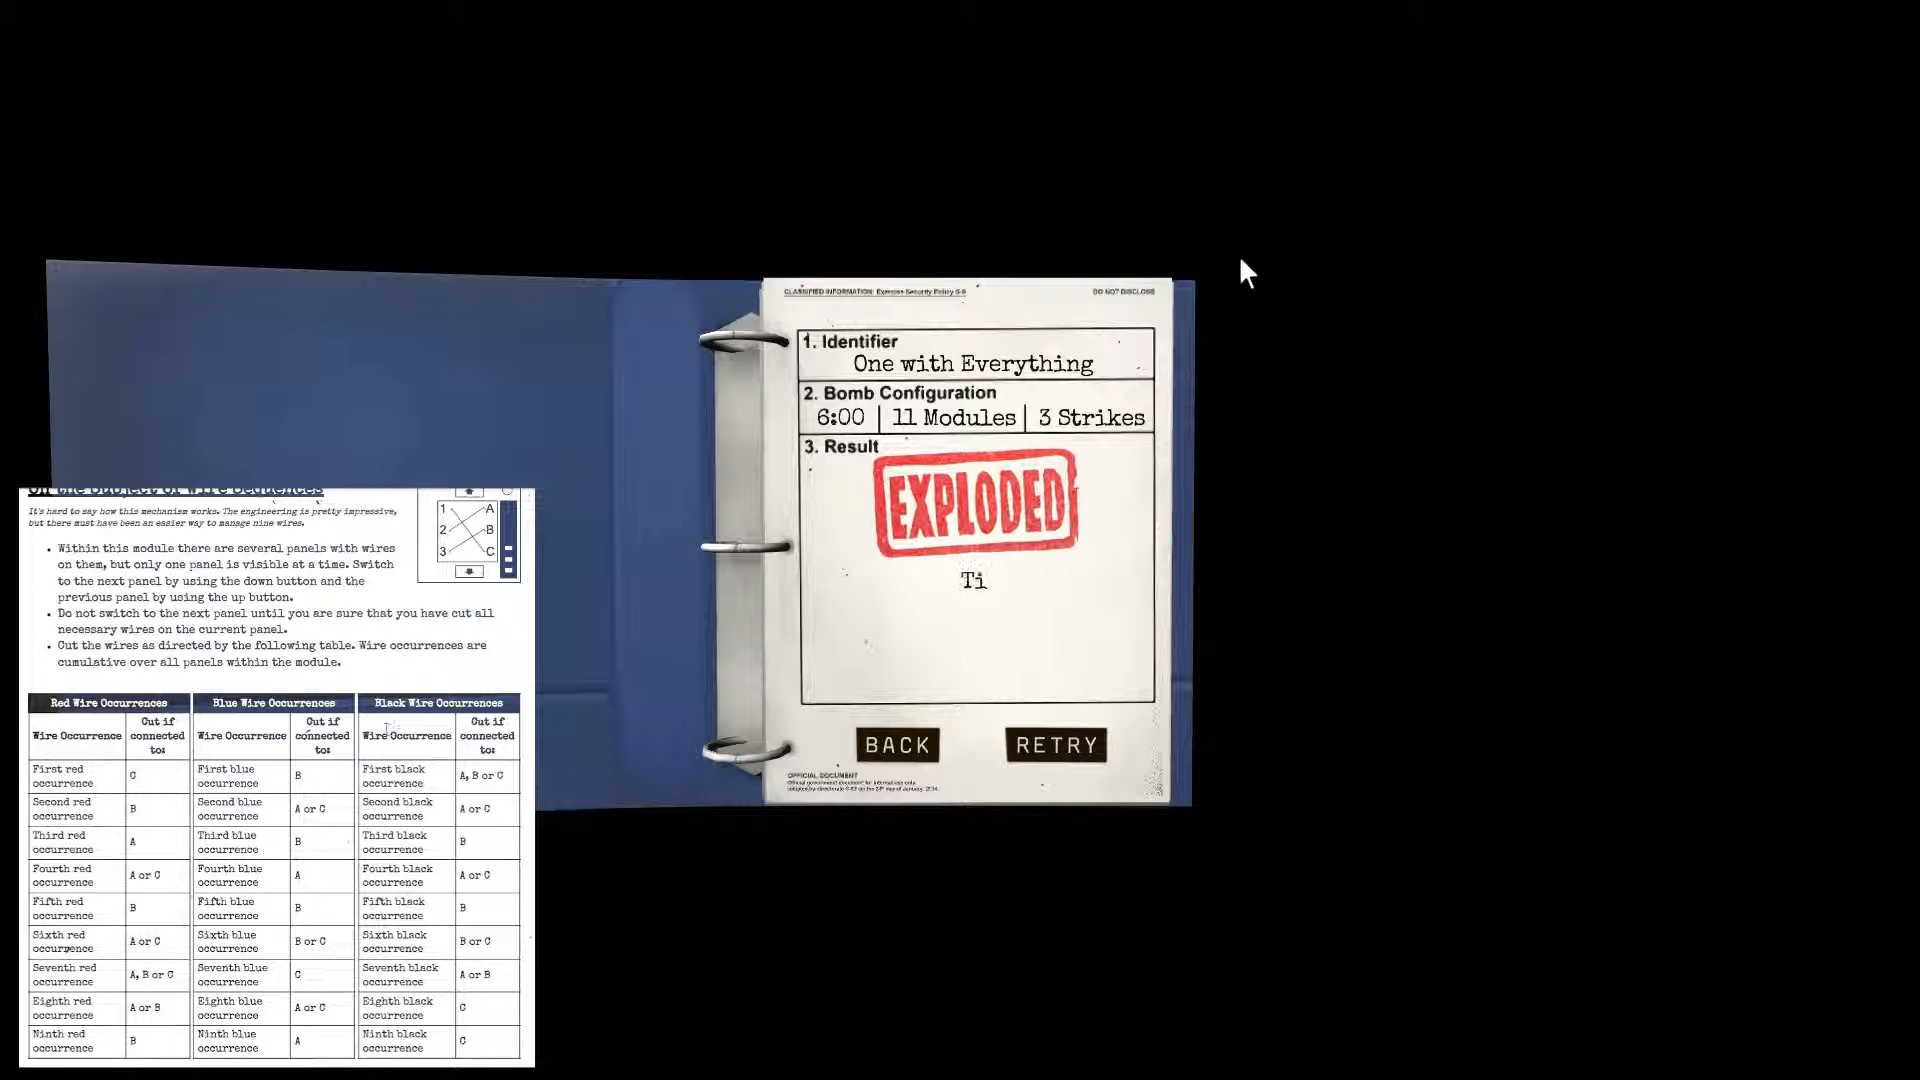 CLASSIFIED INFORMATION: Exercise Security Policy
DO NOT DISCLOSE
1. Identifier
One with Everything
2. Bomb Configuration
6:00 | 11 Modules | 3 Strikes
3. Result
EXPLODED
Ti
BACK
RETRY
OFFICIAL DOCUMENT
On the Subject of Wire Sequences
It's hard to say how this mechanism works. The engineering is pretty impressive,
but there must have been an easier way to manage nine wires.
1 A
2 B
3 C
• Within this module there are several panels with wires
on them, but only one panel is visible at a time. Switch
to the next panel by using the down button and the
previous panel by using the up button.
• Do not switch to the next panel until you are sure that you have cut all
necessary wires on the current panel.
• Cut the wires as directed by the following table. Wire occurrences are
cumulative over all panels within the module.
Red Wire Occurrences
Wire Occurrence
Cut if
connected
to:
First red
occurrence
C
Second red
occurrence
B
Third red
occurrence
A
Fourth red
occurrence
A or C
Fifth red
occurrence
B
Sixth red
occurrence
A or C
Seventh red
occurrence
A, B or C
Eighth red
occurrence
A or B
Ninth red
occurrence
B
Blue Wire Occurrences
Wire Occurrence
Cut if
connected
to:
First blue
occurrence
B
Second blue
occurrence
A or C
Third blue
occurrence
B
Fourth blue
occurrence
A
Fifth blue
occurrence
B
Sixth blue
occurrence
B or C
Seventh blue
occurrence
C
Eighth blue
occurrence
A or C
Ninth blue
occurrence
A
Black Wire Occurrences
Wire Occurrence
Cut if
connected
to:
First black
occurrence
A, B or C
Second black
occurrence
A or C
Third black
occurrence
B
Fourth black
occurrence
A or C
Fifth black
occurrence
B
Sixth black
occurrence
B or C
Seventh black
occurrence
A or B
Eighth black
occurrence
C
Ninth black
occurrence
C